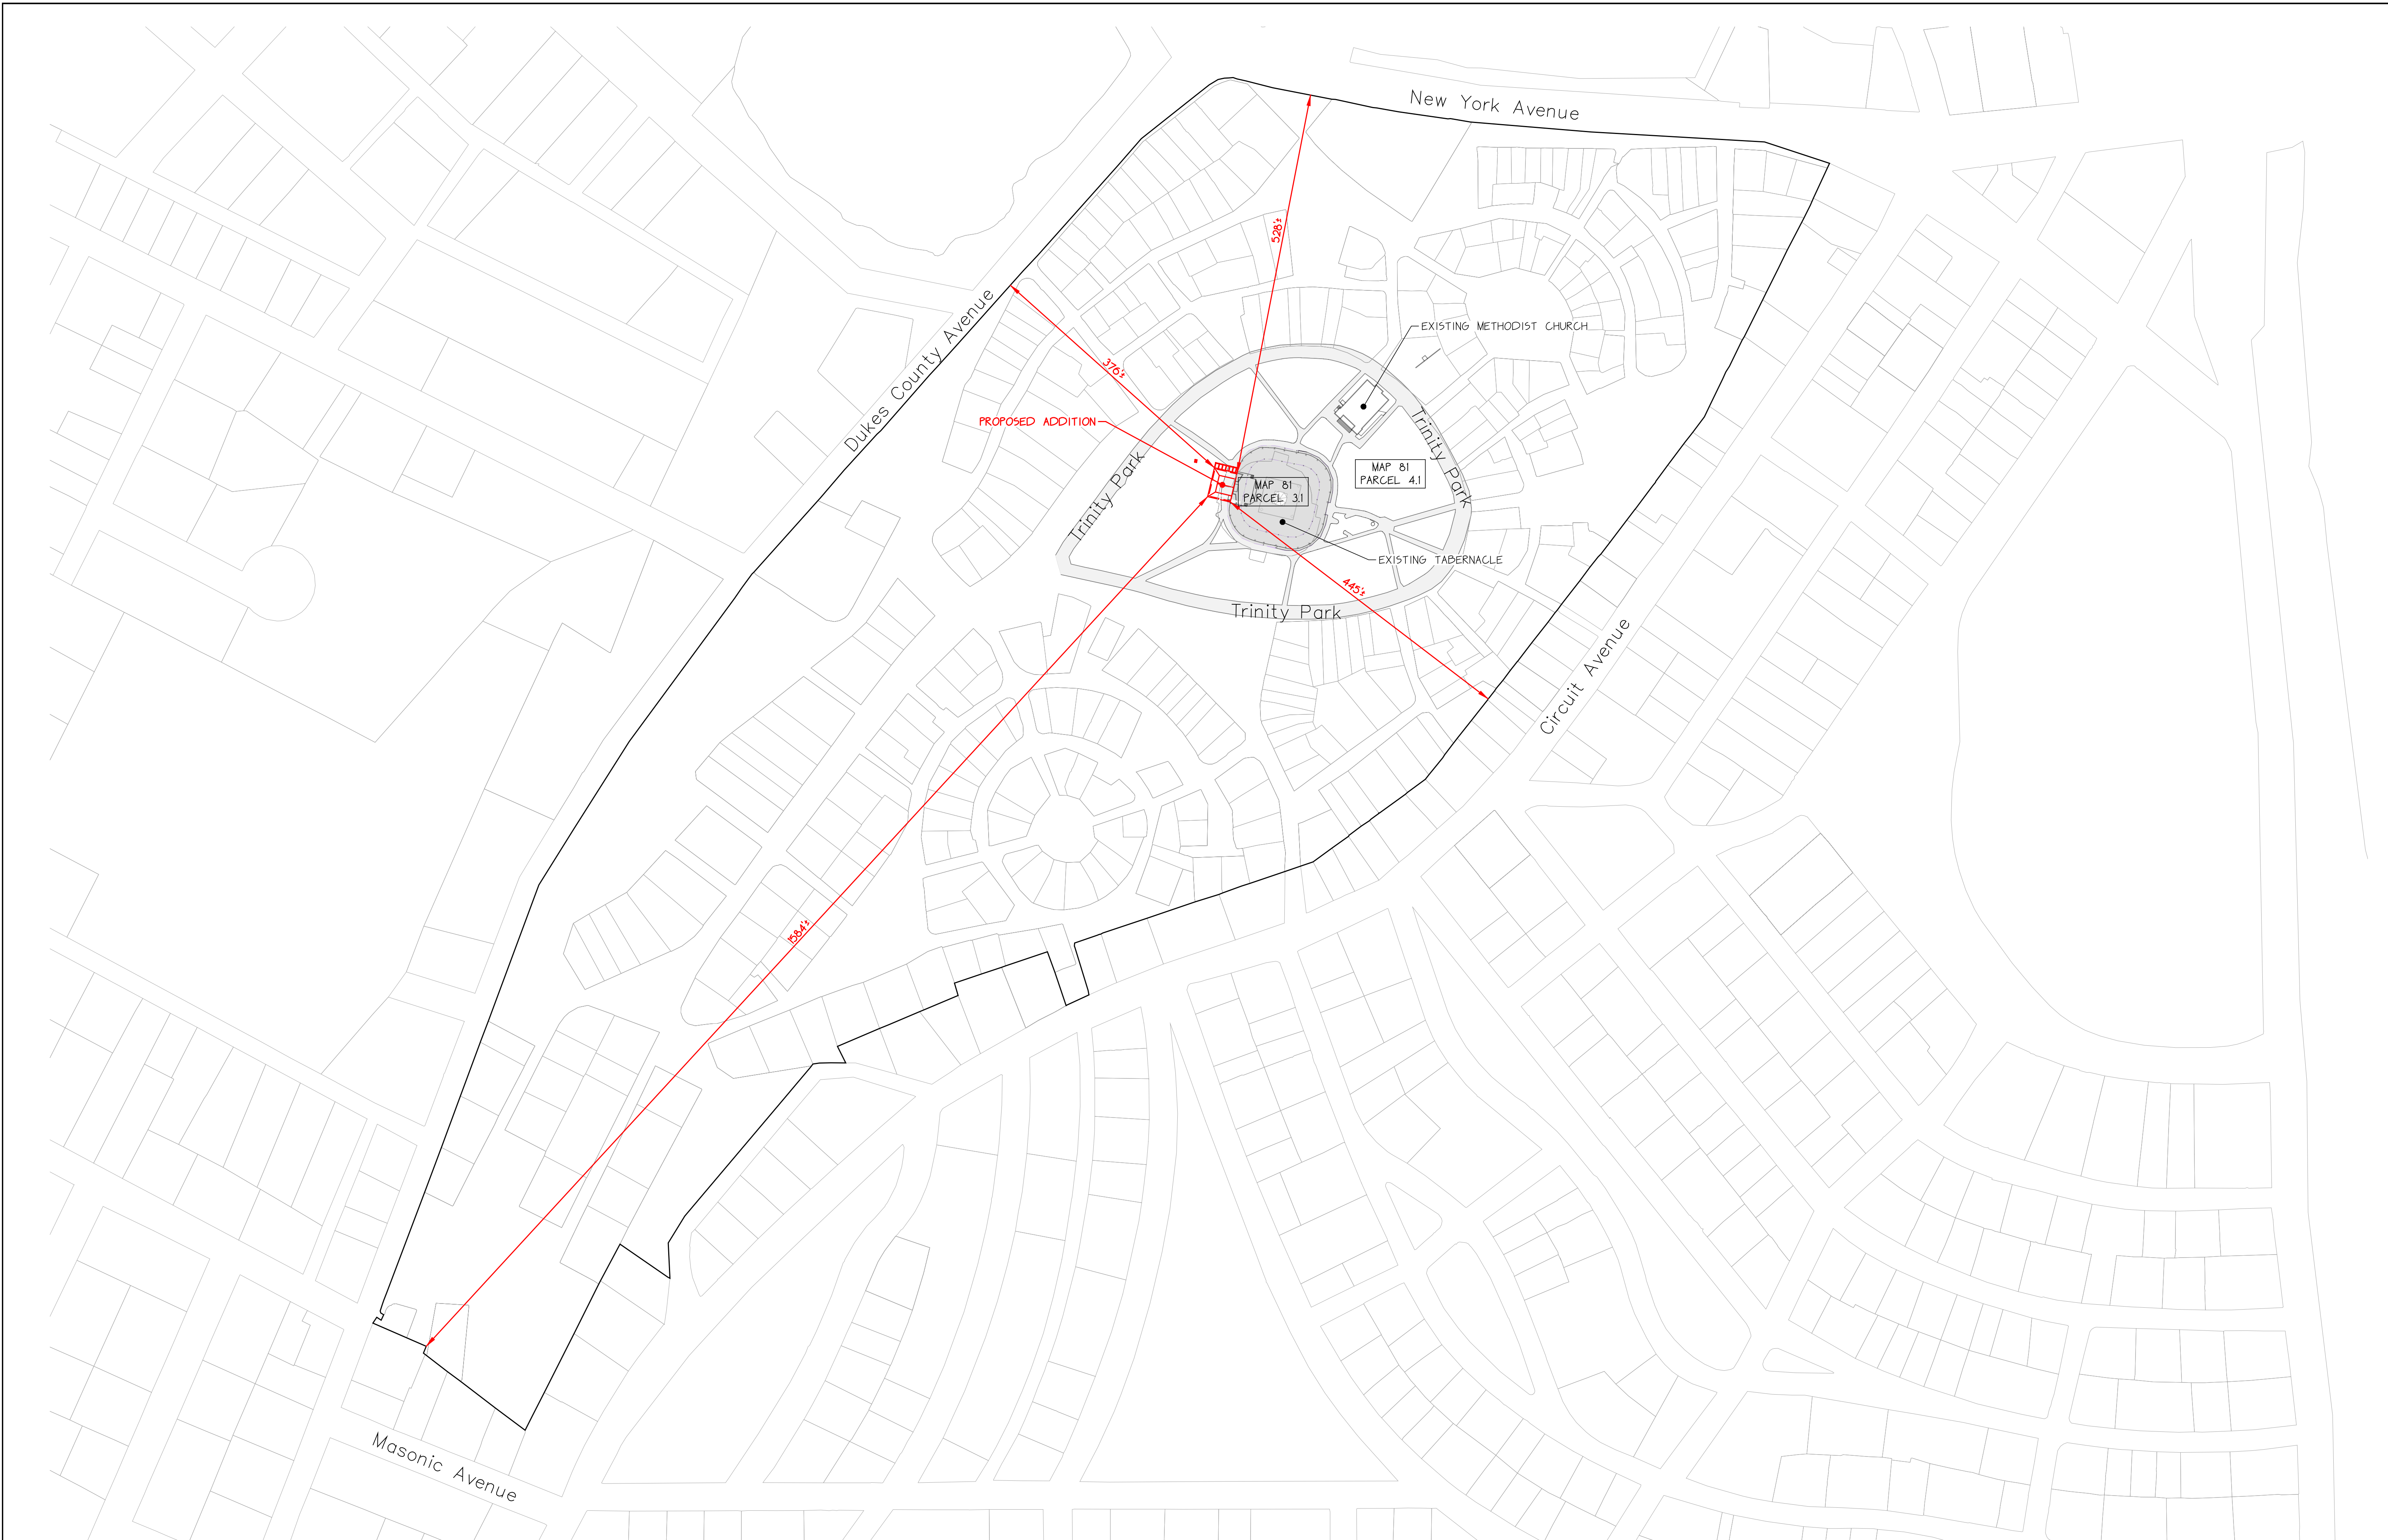 New York Avenue
528'±
Dukes County Avenue
EXISTING METHODIST CHURCH
376'±
PROPOSED ADDITION
Trinity Park
Trinity Park
MAP 81
PARCEL 4.1
MAP 81
PARCEL 3.1
EXISTING TABERNACLE
445'±
Trinity Park
Circuit Avenue
1584'±
Masonic Avenue